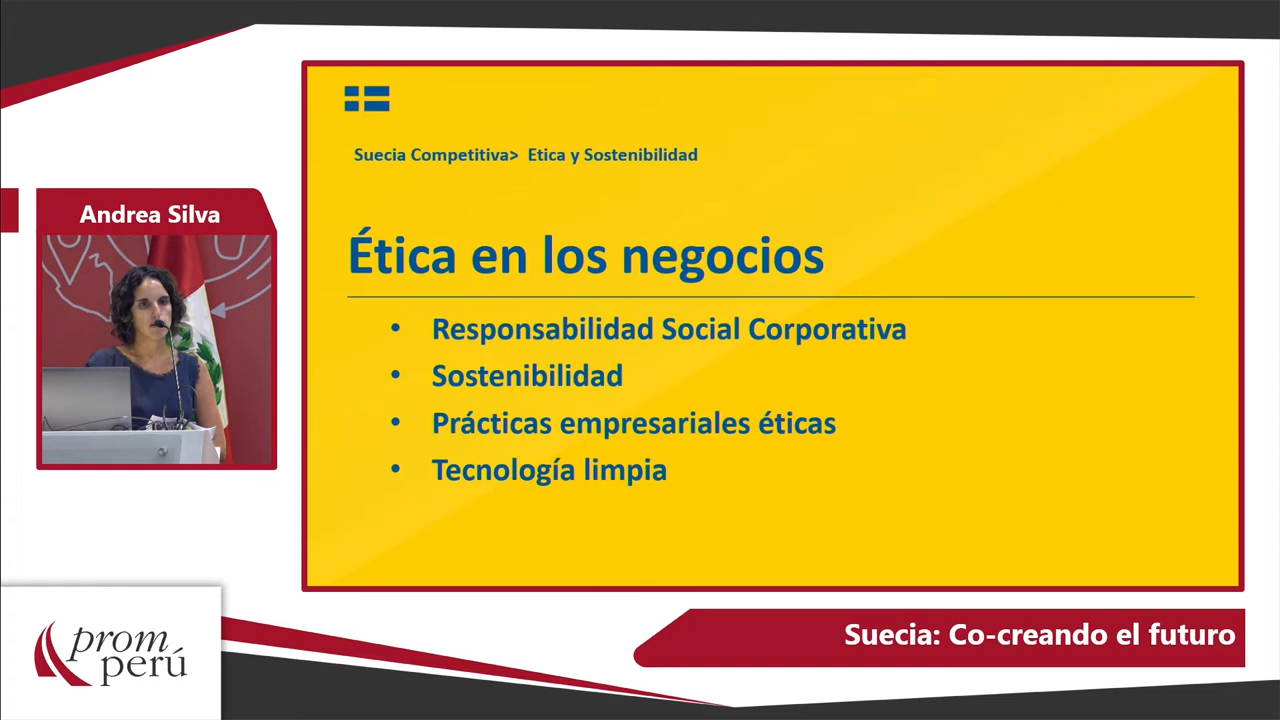 Suecia Competitiva> Etica y Sostenibilidad
Andrea Silva
Ética en los negocios
• Responsabilidad Social Corporativa
• Sostenibilidad
• Prácticas empresariales éticas
• Tecnología limpia
prom
perú
Suecia: Co-creando el futuro